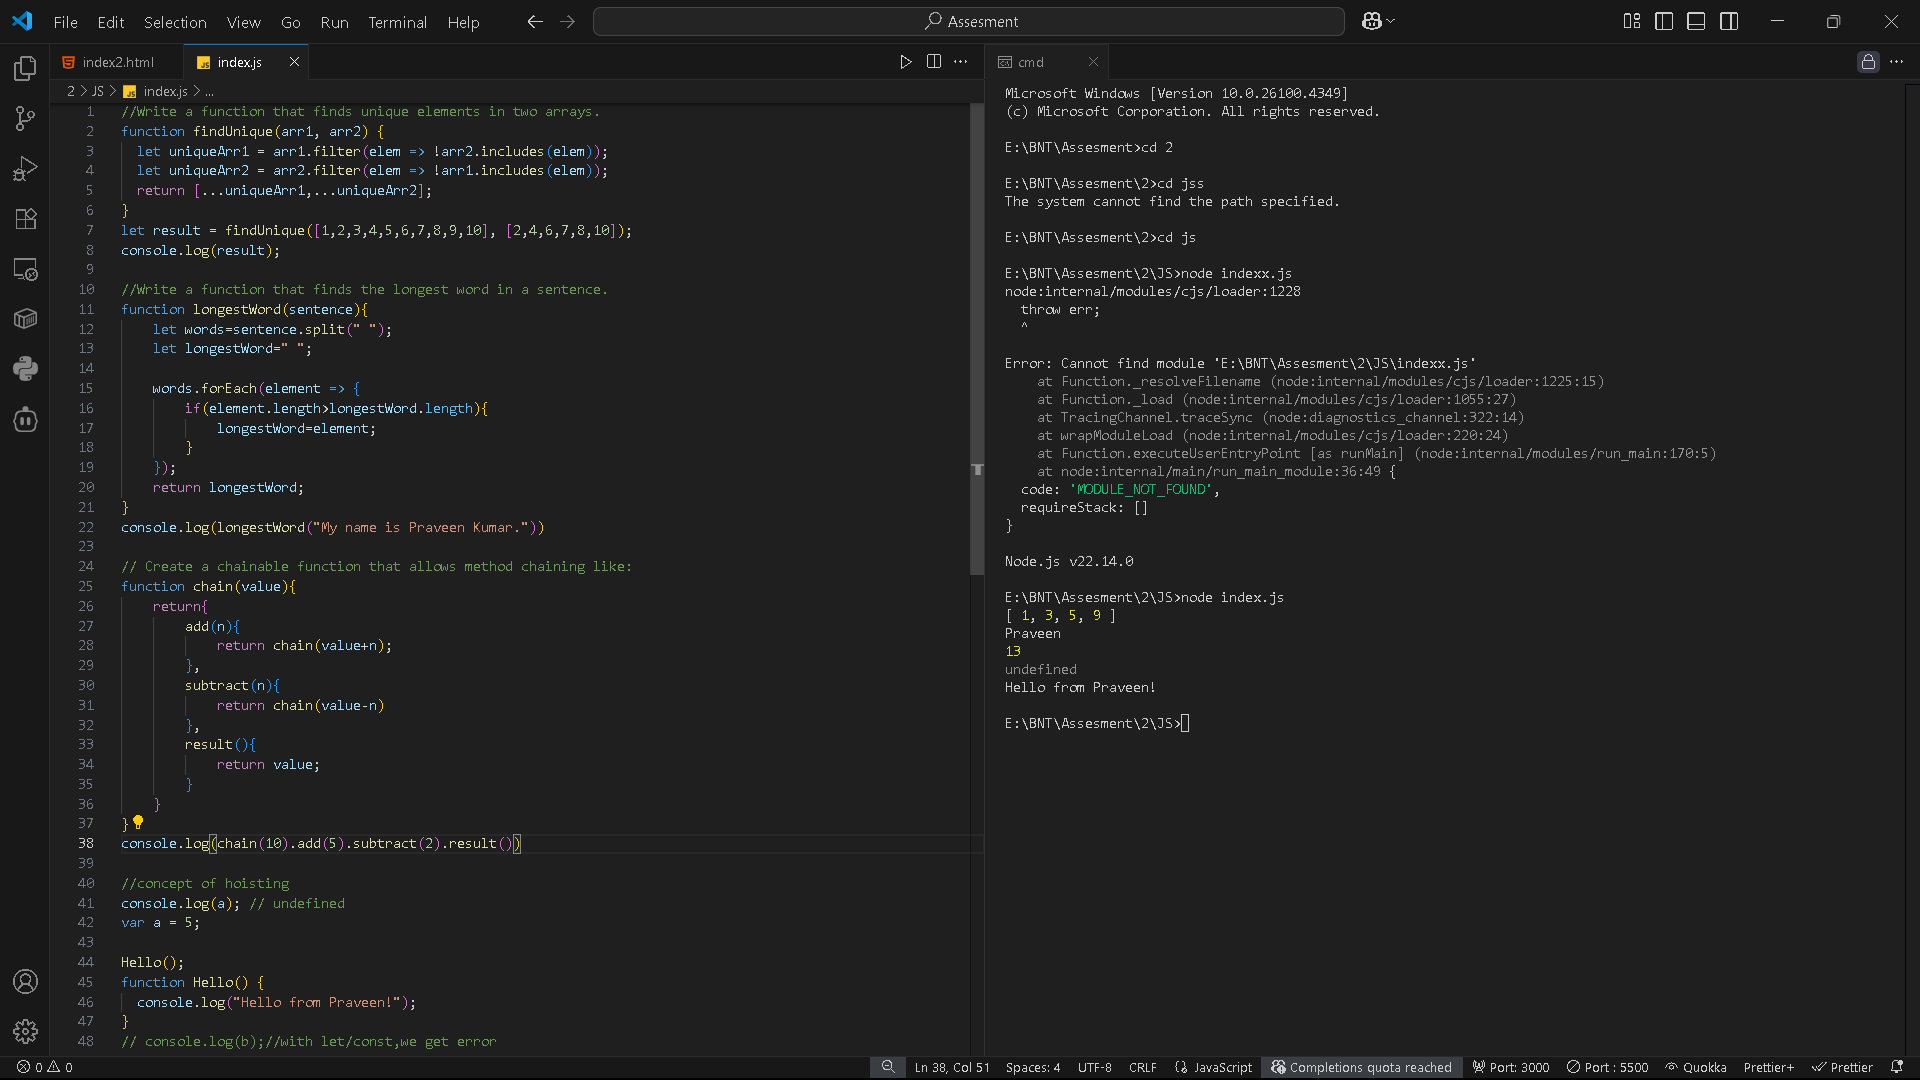 File Edit Selection View Go Run Terminal Help Assesment
index2.html index.js
2 > JS > index.js > ...
1 //Write a function that finds unique elements in two arrays.
2 function findUnique(arr1, arr2) {
3 let uniqueArr1 = arr1.filter(elem => !arr2.includes(elem));
4 let uniqueArr2 = arr2.filter(elem => !arr1.includes(elem));
5 return [...uniqueArr1,...uniqueArr2];
6 }
7 let result = findUnique([1,2,3,4,5,6,7,8,9,10], [2,4,6,7,8,10]);
8 console.log(result);
9
10 //Write a function that finds the longest word in a sentence.
11 function longestWord(sentence){
12 let words=sentence.split(" ");
13 let longestWord=" ";
14
15 words.forEach(element => {
16 if(element.length>longestWord.length){
17 longestWord=element;
18 }
19 });
20 return longestWord;
21 }
22 console.log(longestWord("My name is Praveen Kumar."))
23
24 // Create a chainable function that allows method chaining like:
25 function chain(value){
26 return{
27 add(n){
28 return chain(value+n);
29 },
30 subtract(n){
31 return chain(value-n)
32 },
33 result(){
34 return value;
35 }
36 }
37 }
38 console.log(chain(10).add(5).subtract(2).result())
39
40 //concept of hoisting
41 console.log(a); // undefined
42 var a = 5;
43
44 Hello();
45 function Hello() {
46 console.log("Hello from Praveen!");
47 }
48 // console.log(b);//with let/const,we get error
cmd
Microsoft Windows [Version 10.0.26100.4349]
(c) Microsoft Corporation. All rights reserved.
E:\BNT\Assesment>cd 2
E:\BNT\Assesment\2>cd jss
The system cannot find the path specified.
E:\BNT\Assesment\2>cd js
E:\BNT\Assesment\2\JS>node indexx.js
node:internal/modules/cjs/loader:1228
throw err;
^
Error: Cannot find module 'E:\BNT\Assesment\2\JS\indexx.js'
at Function._resolveFilename (node:internal/modules/cjs/loader:1225:15)
at Function._load (node:internal/modules/cjs/loader:1055:27)
at TracingChannel.traceSync (node:diagnostics_channel:322:14)
at wrapModuleLoad (node:internal/modules/cjs/loader:220:24)
at Function.executeUserEntryPoint [as runMain] (node:internal/modules/run_main:170:5)
at node:internal/main/run_main_module:36:49 {
code: 'MODULE_NOT_FOUND',
requireStack: []
}
Node.js v22.14.0
E:\BNT\Assesment\2\JS>node index.js
[ 1, 3, 5, 9 ]
Praveen
13
undefined
Hello from Praveen!
E:\BNT\Assesment\2\JS>
0 0 Ln 38, Col 51 Spaces: 4 UTF-8 CRLF {} JavaScript Completions quota reached Port: 3000 Port : 5500 Quokka Prettier+ Prettier